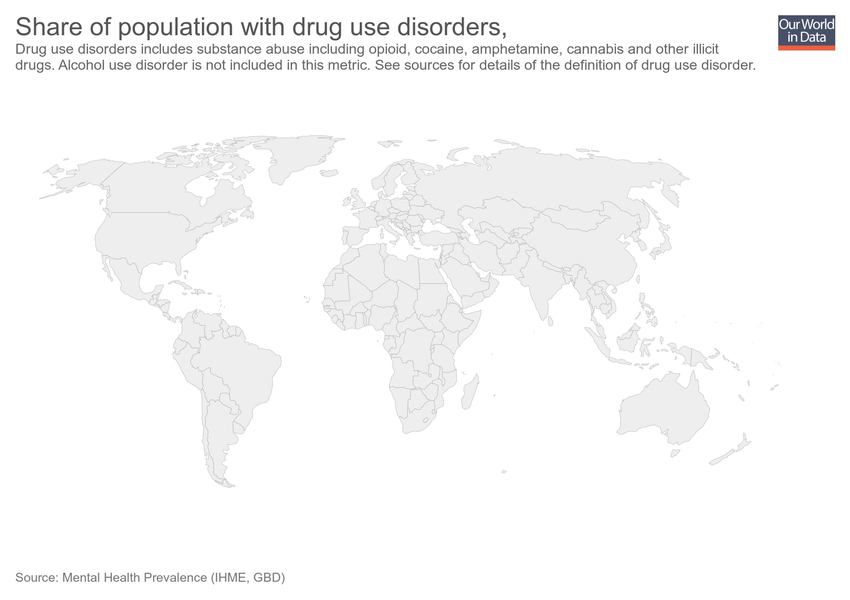 Share of population with drug use disorders,
Drug use disorders includes substance abuse including opioid, cocaine, amphetamine, cannabis and other illicit
drugs. Alcohol use disorder is not included in this metric. See sources for details of the definition of drug use disorder.
Our World
in Data
Source: Mental Health Prevalence (IHME, GBD)